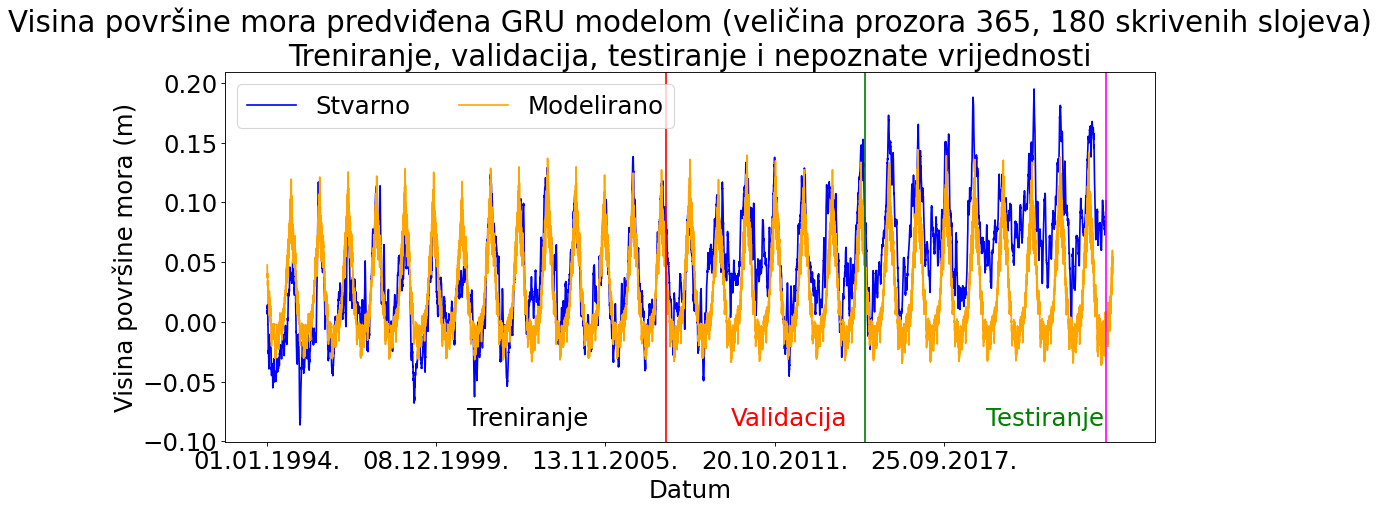 Visina površine mora predviđena GRU modelom (veličina prozora 365, 180 skrivenih slojeva)
Treniranje, validacija, testiranje i nepoznate vrijednosti
Stvarno
Modelirano
Visina površine mora (m)
0.20
0.15
0.10
0.05
0.00
−0.05
−0.10
Treniranje
Validacija
Testiranje
01.01.1994.
08.12.1999.
13.11.2005.
20.10.2011.
25.09.2017.
Datum